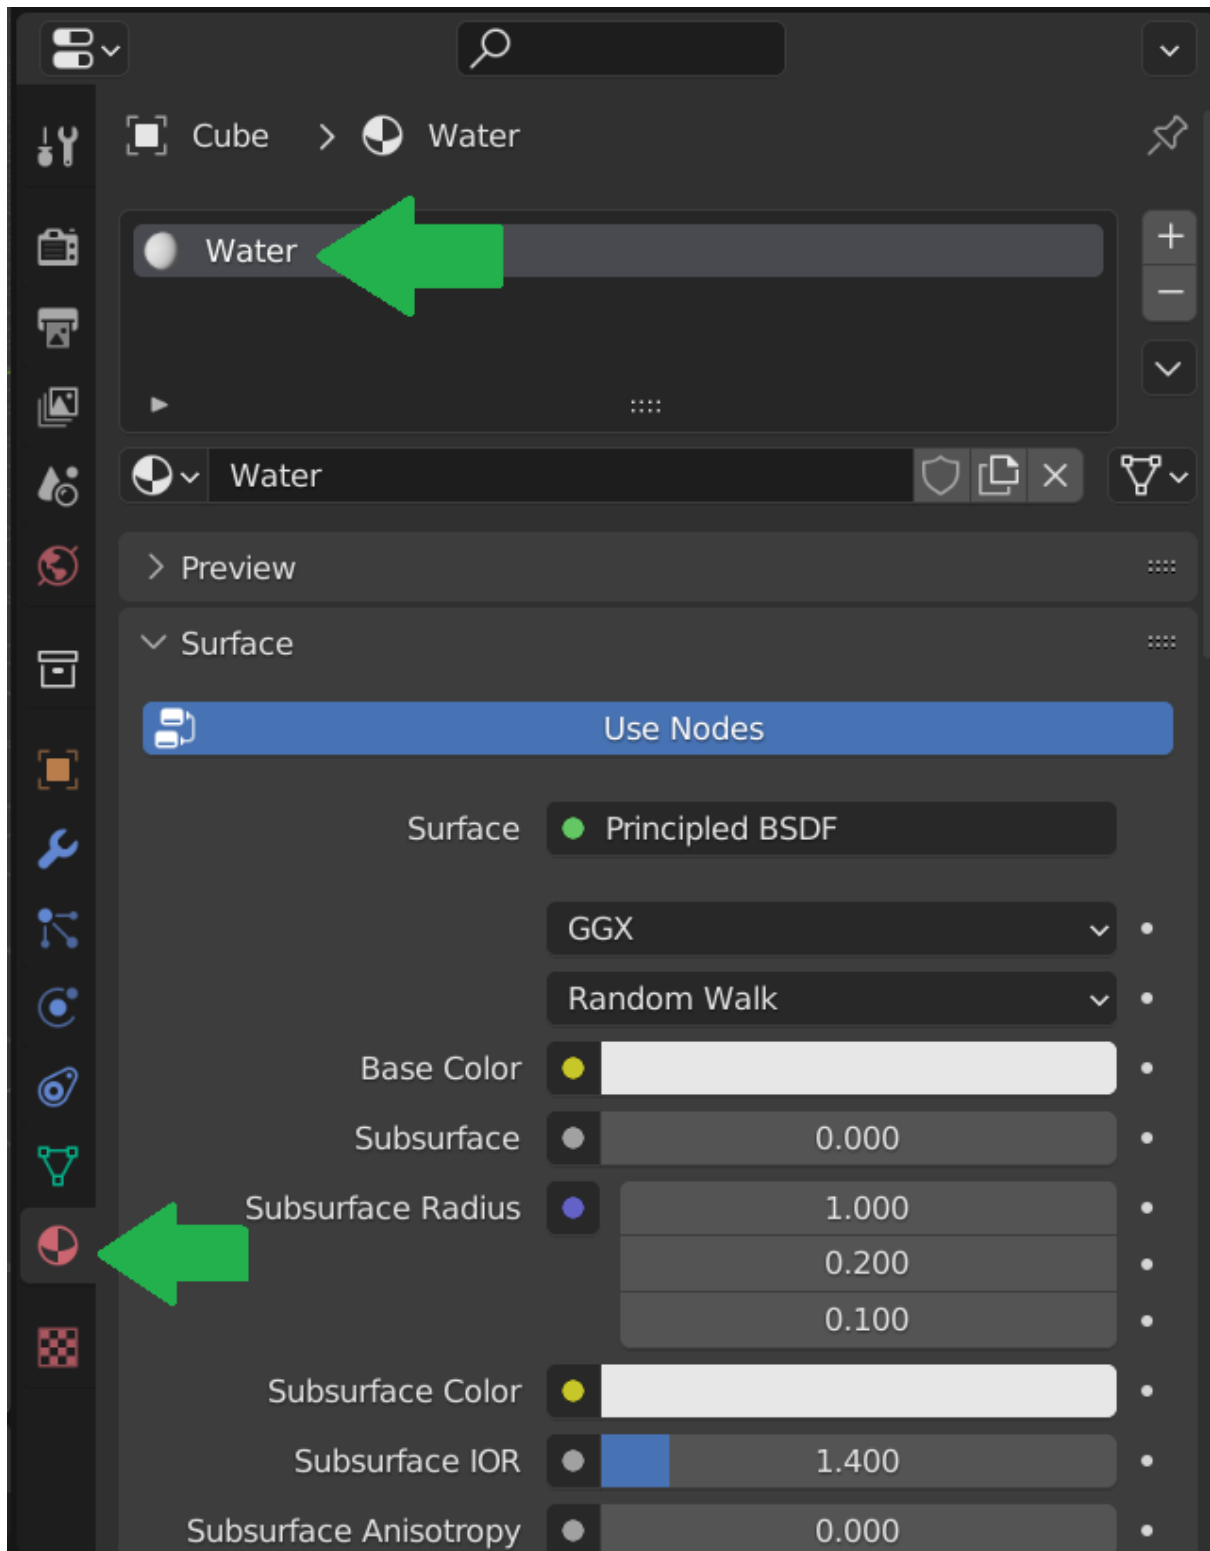 Cube > Water
Water
Water
Preview
Surface
Use Nodes
Surface Principled BSDF
GGX
Random Walk
Base Color
Subsurface 0.000
Subsurface Radius 1.000
0.200
0.100
Subsurface Color
Subsurface IOR 1.400
Subsurface Anisotropy 0.000